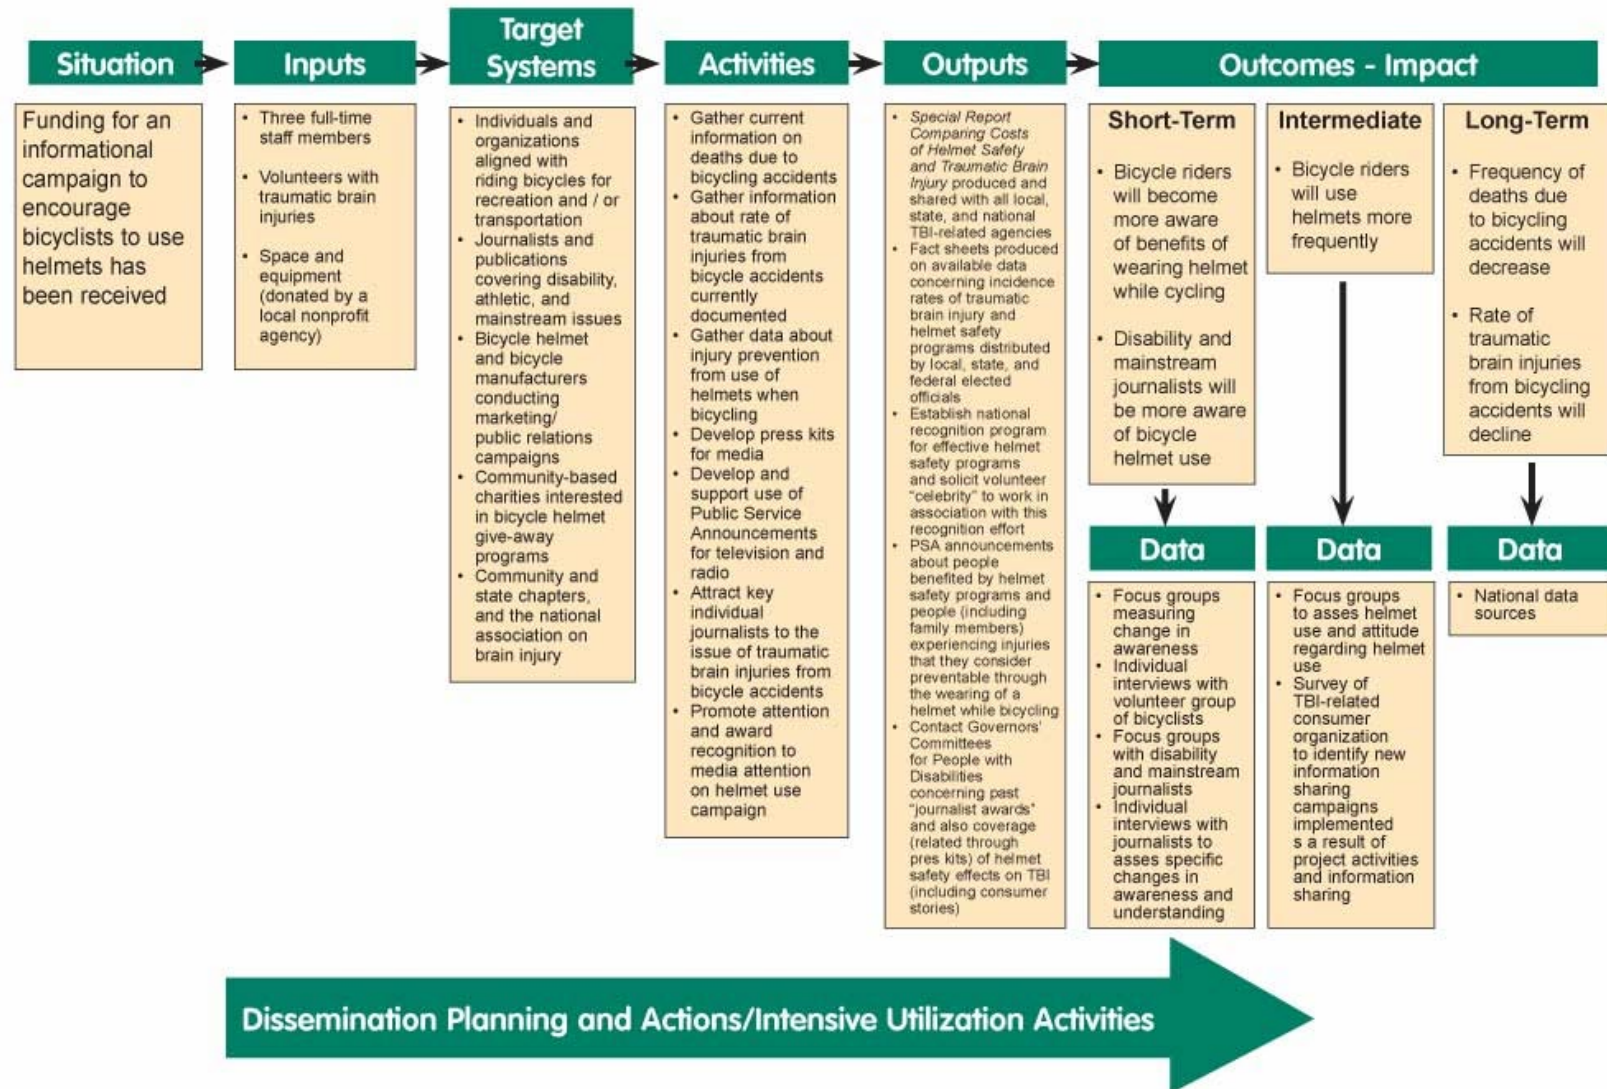 Situation
Inputs
Target
Systems
Activities
Outputs
Outcomes - Impact
Funding for an
informational
campaign to
encourage
bicyclists to use
helmets has
been received
• Three full-time
staff members
• Volunteers with
traumatic brain
injuries
• Space and
equipment
(donated by a
local nonprofit
agency)
• Individuals and
organizations
aligned with
riding bicycles for
recreation and / or
transportation
• Journalists and
publications
covering disability,
athletic, and
mainstream issues
• Bicycle helmet
and bicycle
manufacturers
conducting
marketing/
public relations
campaigns
• Community-based
charities interested
in bicycle helmet
give-away
programs
• Community and
state chapters,
and the national
association on
brain injury
• Gather current
information on
deaths due to
bicycling accidents
• Gather information
about rate of
traumatic brain
injuries from
bicycle accidents
currently
documented
• Gather data about
injury prevention
from use of
helmets when
bicycling
• Develop press kits
for media
• Develop and
support use of
Public Service
Announcements
for television and
radio
• Attract key
individual
journalists to the
issue of traumatic
brain injuries from
bicycle accidents
• Promote attention
and award
recognition to
media attention
on helmet use
campaign
• Special Report
Comparing Costs
of Helmet Safety
and Traumatic Brain
Injury produced and
shared with all local,
state, and national
TBI-related agencies
• Fact sheets produced
on available data
concerning incidence
rates of traumatic
brain injury and
helmet safety
programs distributed
by local, state, and
federal elected
officials
• Establish national
recognition program
for effective helmet
safety programs
and solicit volunteer
"celebrity" to work in
association with this
recognition effort
• PSA announcements
about people
benefited by helmet
safety programs and
people (including
family members)
experiencing injuries
that they consider
preventable through
the wearing of a
helmet while bicycling
• Contact Governors'
Committees
for People with
Disabilities
concerning past
"journalist awards"
and also coverage
(related through
pres kits) of helmet
safety effects on TBI
(including consumer
stories)
Short-Term
• Bicycle riders
will become
more aware
of benefits of
wearing helmet
while cycling
• Disability and
mainstream
journalists will
be more aware
of bicycle
helmet use
Intermediate
• Bicycle riders
will use
helmets more
frequently
Long-Term
• Frequency of
deaths due
to bicycling
accidents will
decrease
• Rate of
traumatic
brain injuries
from bicycling
accidents will
decline
Data
• Focus groups
measuring
change in
awareness
• Individual
interviews with
volunteer group
of bicyclists
• Focus groups
with disability
and mainstream
journalists
• Individual
interviews with
journalists to
asses specific
changes in
awareness and
understanding
Data
• Focus groups
to asses helmet
use and attitude
regarding helmet
use
• Survey of
TBI-related
consumer
organization
to identify new
information
sharing
campaigns
implemented
s a result of
project activities
and information
sharing
Data
• National data
sources
Dissemination Planning and Actions/Intensive Utilization Activities